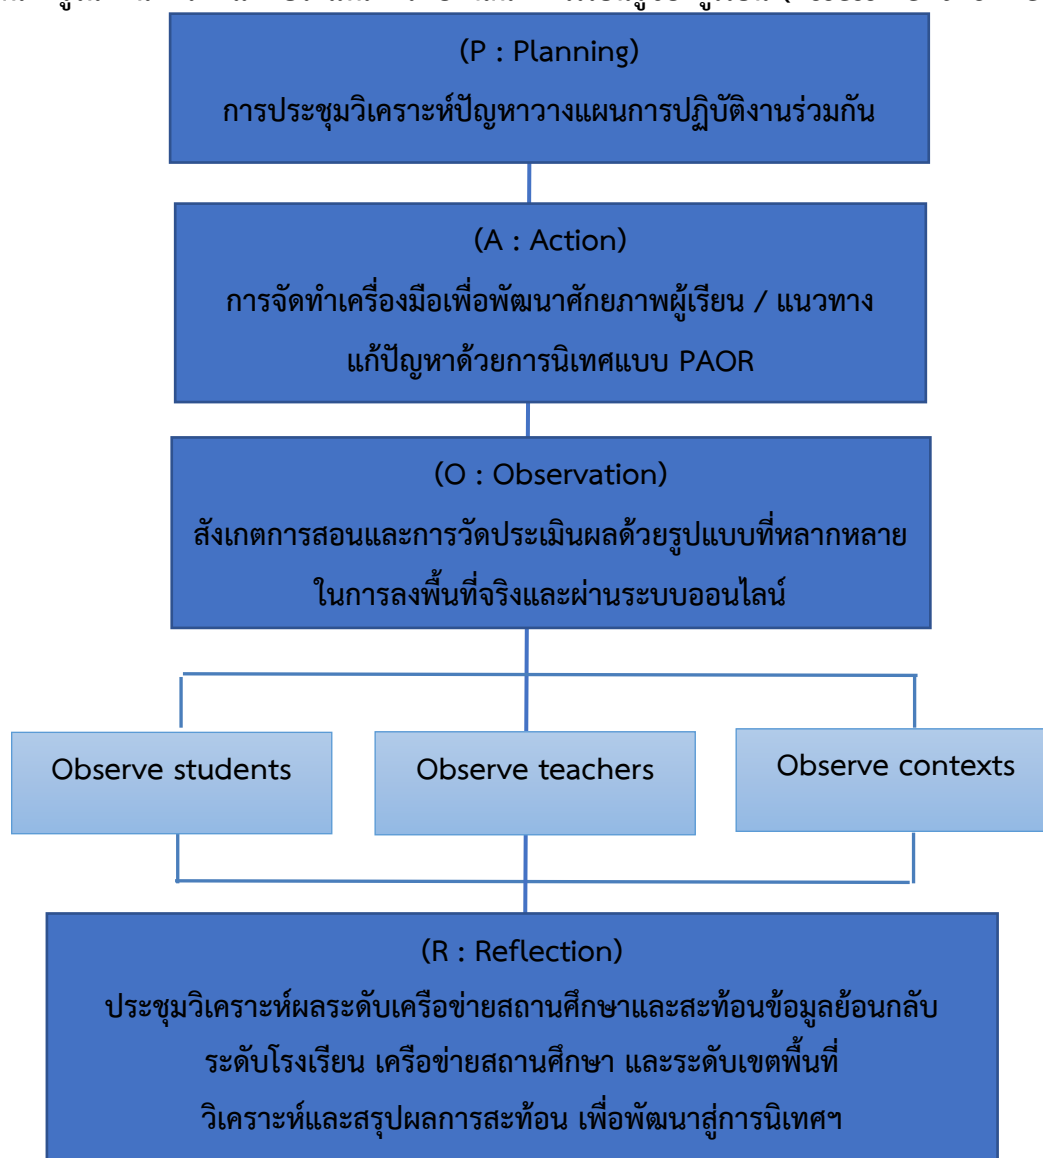 (P : Planning)
การประชุมวิเคราะห์ปัญหาวางแผนการปฏิบัติงานร่วมกัน
(A : Action)
การจัดทำเครื่องมือเพื่อพัฒนาศักยภาพผู้เรียน / แนวทาง
แก้ปัญหาด้วยการนิเทศแบบ PAOR
(O : Observation)
สังเกตการสอนและการวัดประเมินผลด้วยรูปแบบที่หลากหลาย
ในการลงพื้นที่จริงและผ่านระบบออนไลน์
Observe students
Observe teachers
Observe contexts
(R : Reflection)
ประชุมวิเคราะห์ผลระดับเครือข่ายสถานศึกษาและสะท้อนข้อมูลย้อนกลับ
ระดับโรงเรียน เครือข่ายสถานศึกษา และระดับเขตพื้นที่
วิเคราะห์และสรุปผลการสะท้อน เพื่อพัฒนาสู่การนิเทศฯ